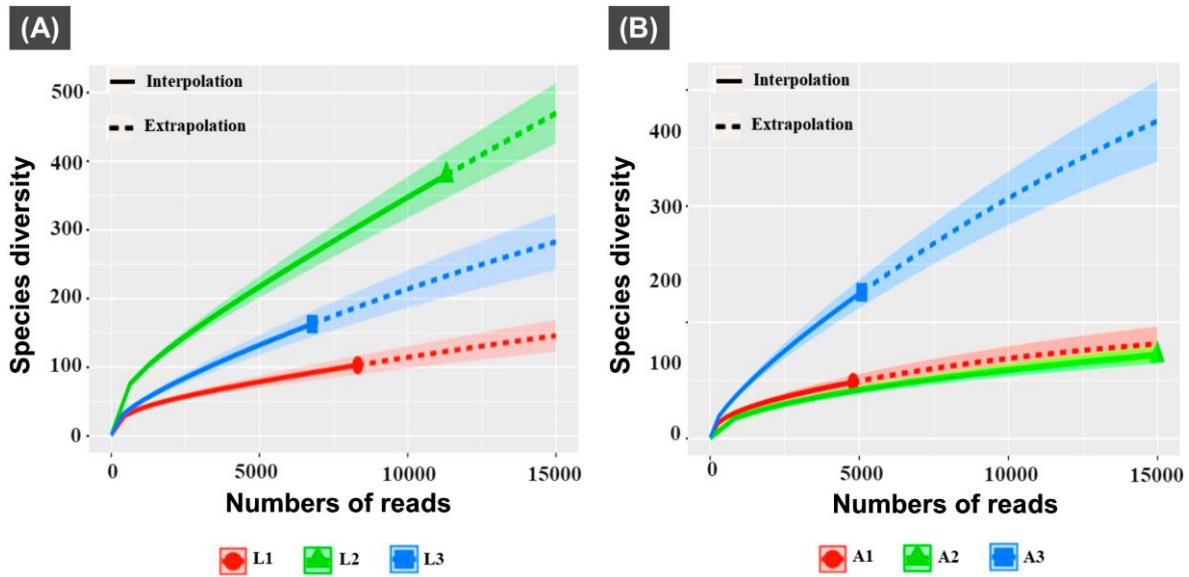 (A)
Interpolation
Extrapolation
Species diversity
500
400
300
200
100
0
0 5000 10000 15000
Numbers of reads
L1 L2 L3
(B)
Interpolation
Extrapolation
Species diversity
400
300
200
100
0
0 5000 10000 15000
Numbers of reads
A1 A2 A3